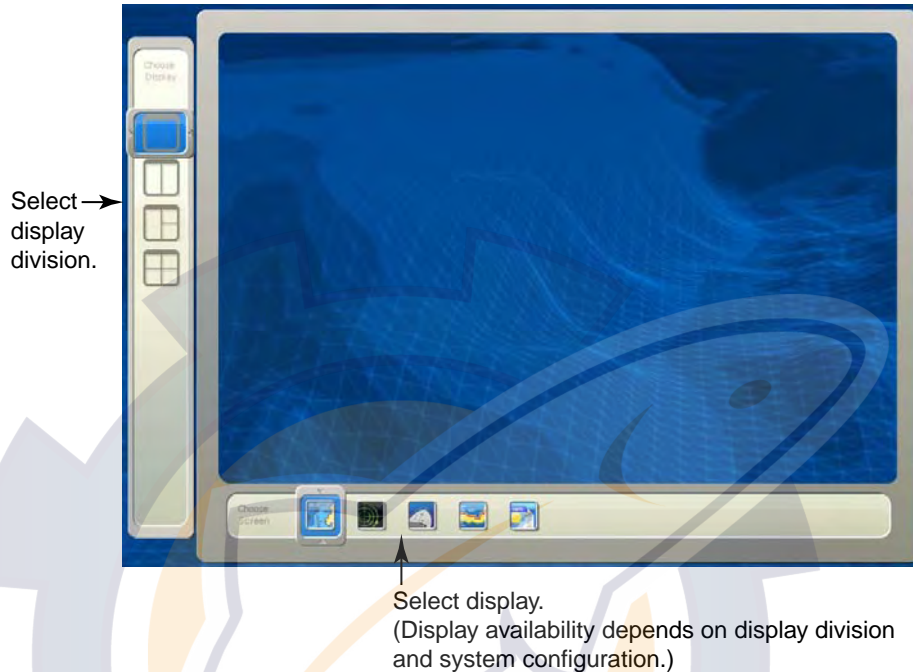 Choose
Display
Select
display
division.
Choose
Screen
Select display.
(Display availability depends on display division
and system configuration.)